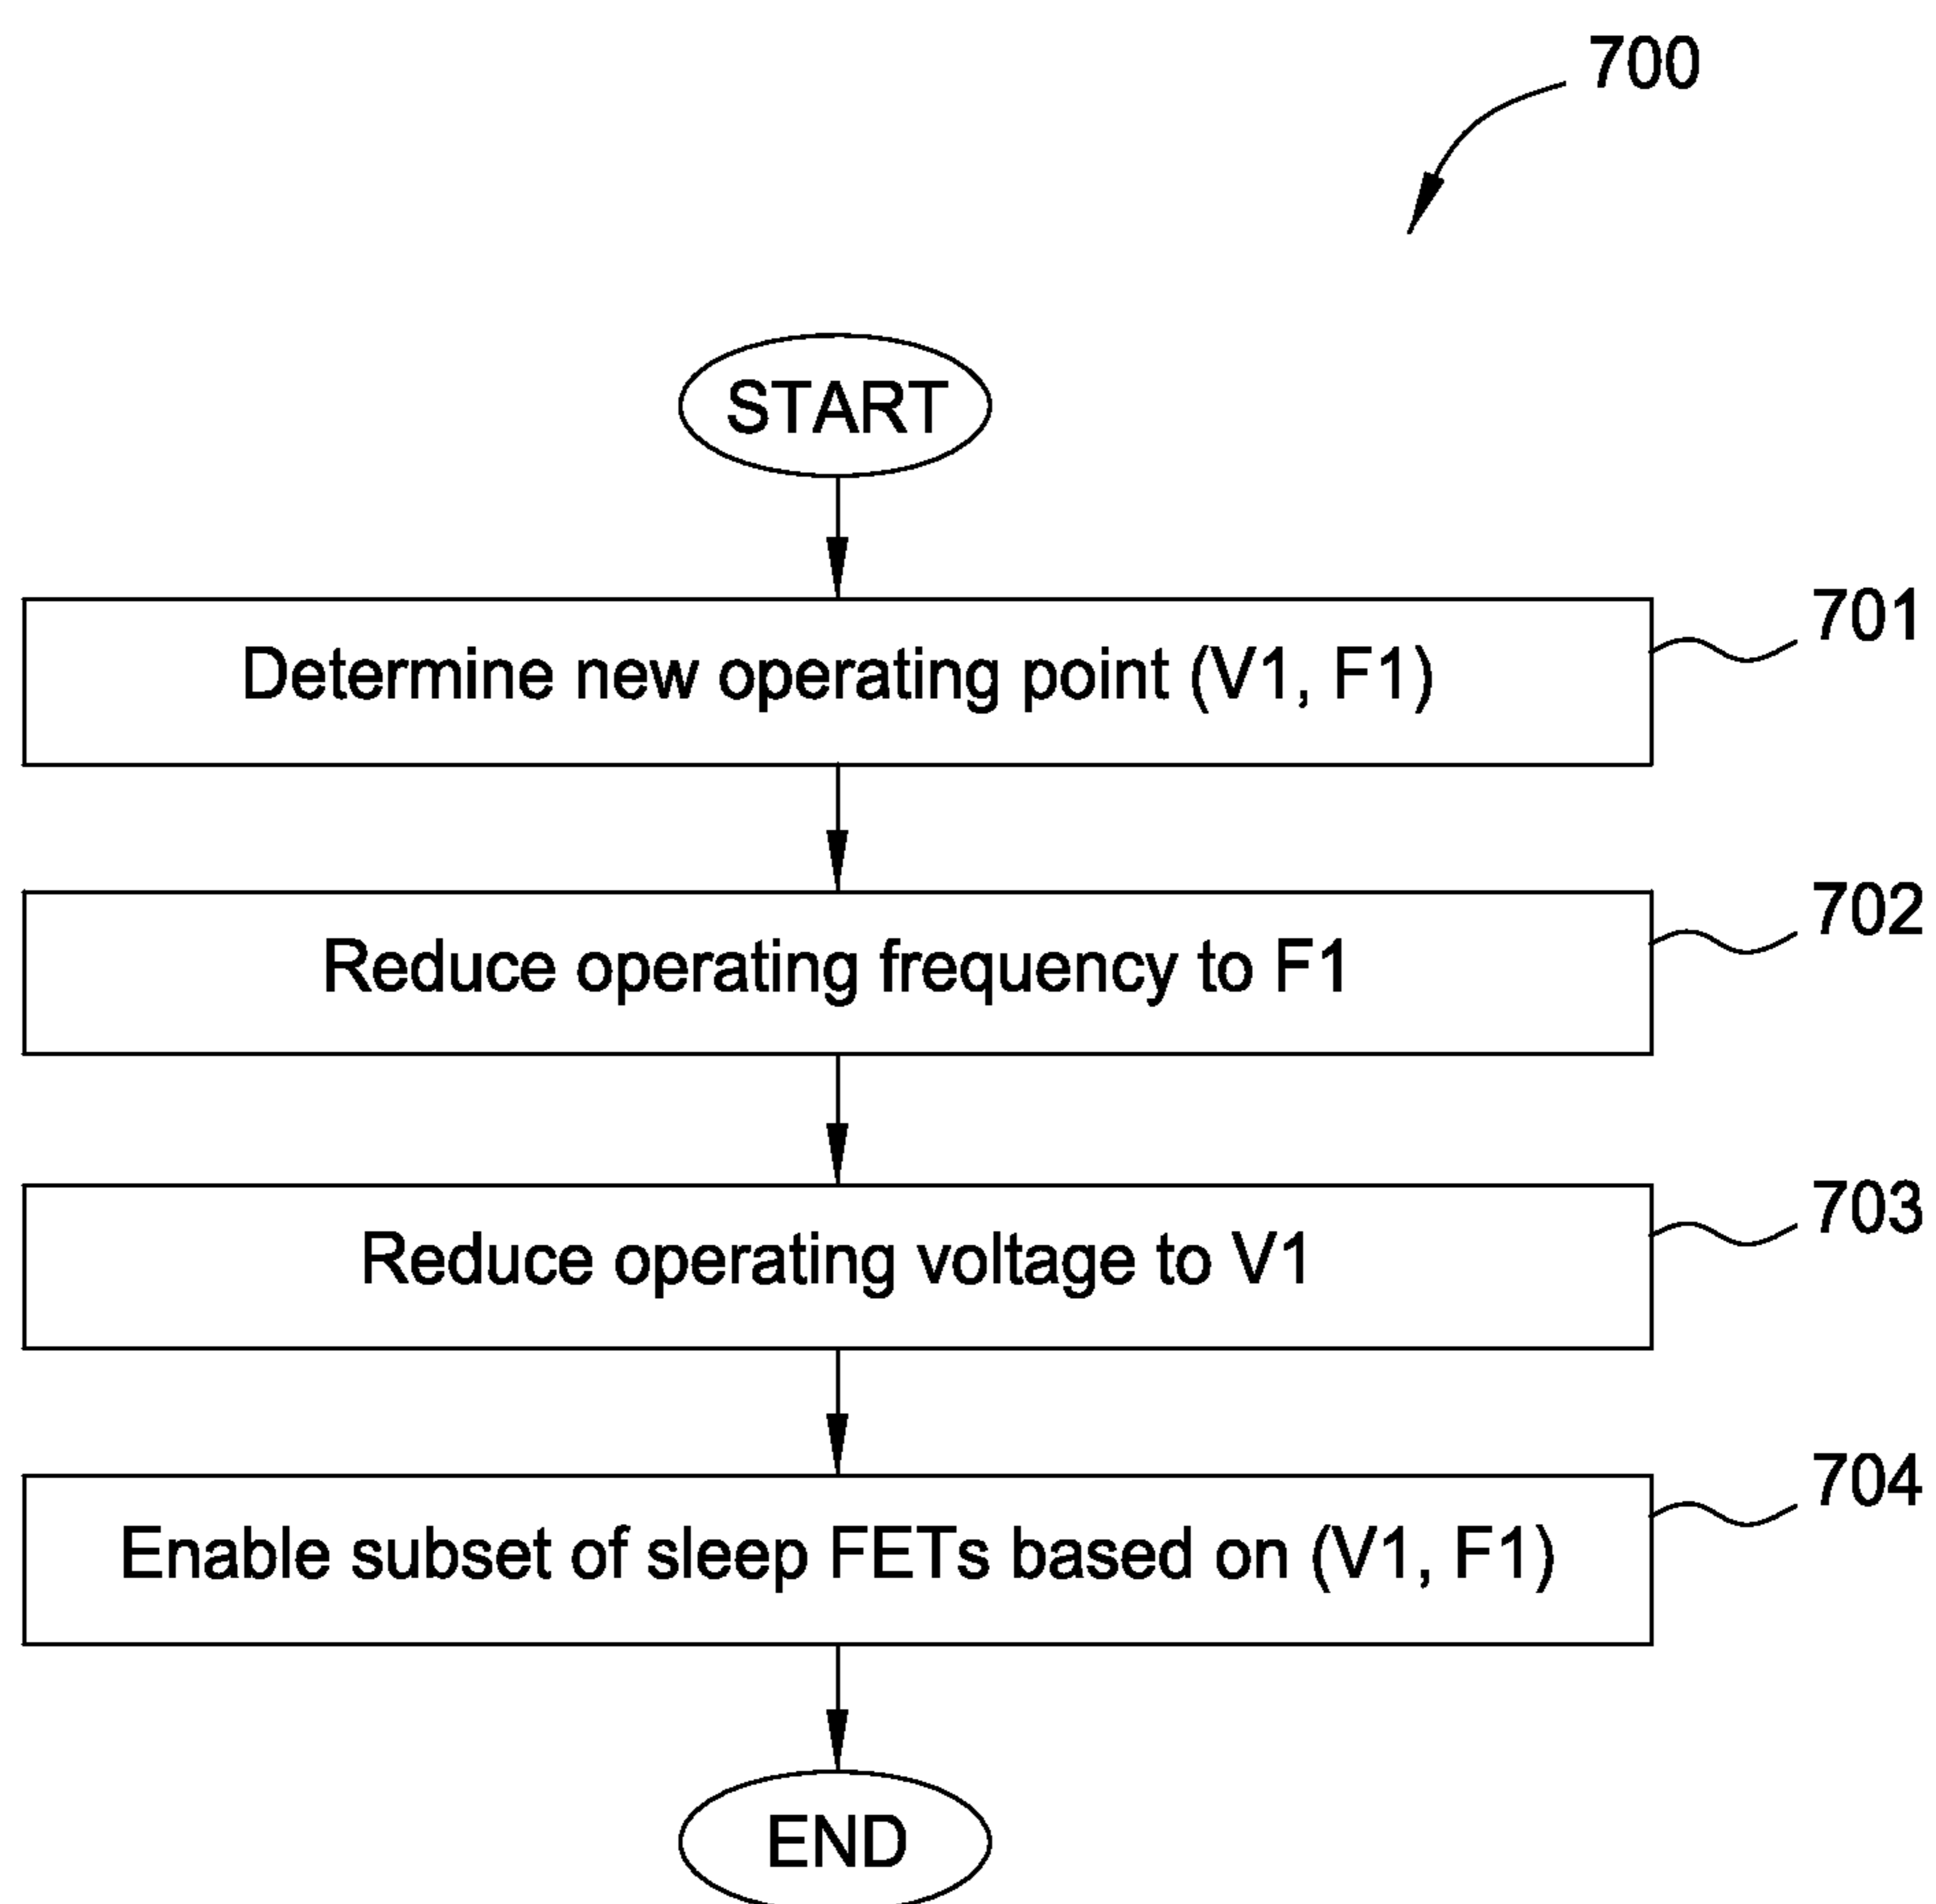 700
START
Determine new operating point (V1, F1)
701
Reduce operating frequency to F1
702
Reduce operating voltage to V1
703
Enable subset of sleep FETs based on (V1, F1)
704
END